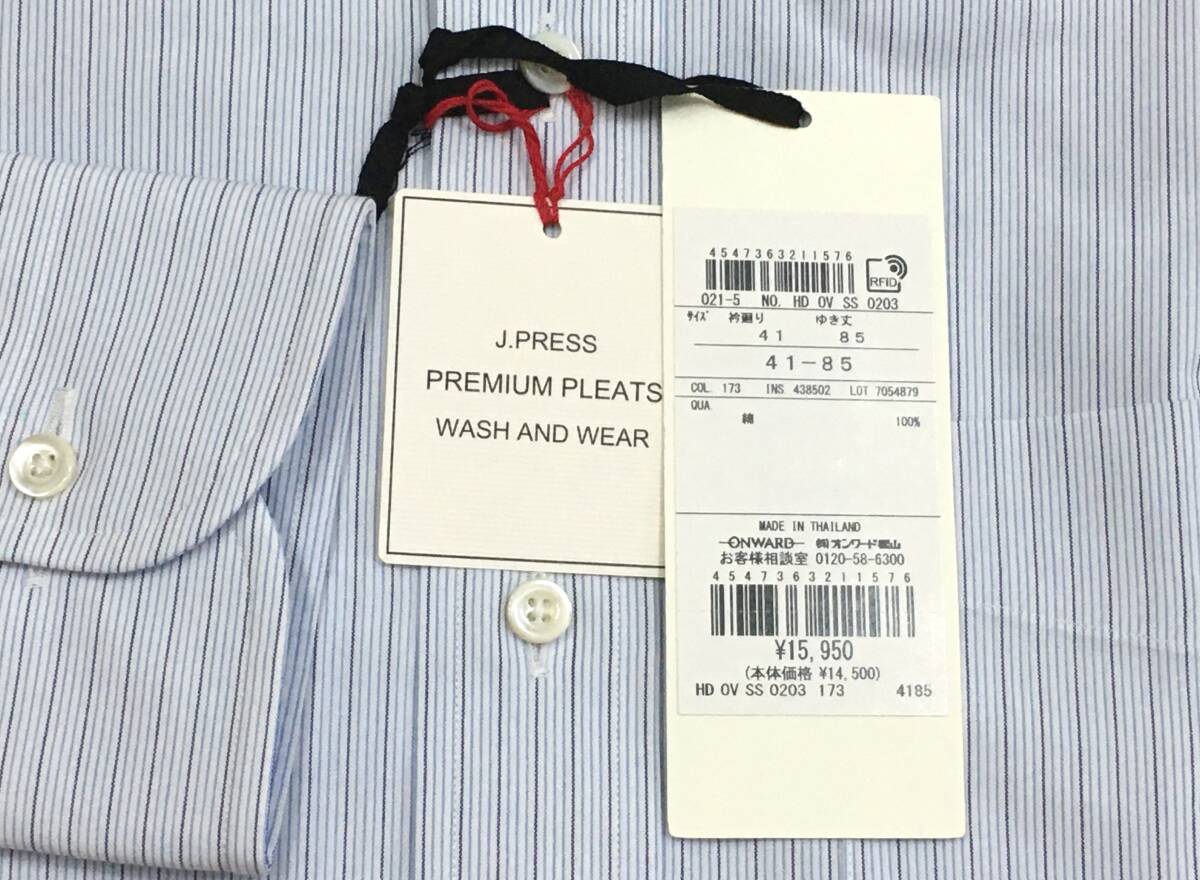 J.PRESS
PREMIUM PLEATS
WASH AND WEAR
4547363211576
RFID
021-5 NO. HD OV SS 0203
ｻｲｽﾞ 衿廻り ゆき丈
41 85
41-85
COL. 173 INS. 438502 LOT 7054879
QUA.
綿 100%
MADE IN THAILAND
ONWARD ㈱オンワード樫山
お客様相談室 0120-58-6300
4547363211576
¥15,950
(本体価格 ¥14,500)
HD OV SS 0203 173 4185